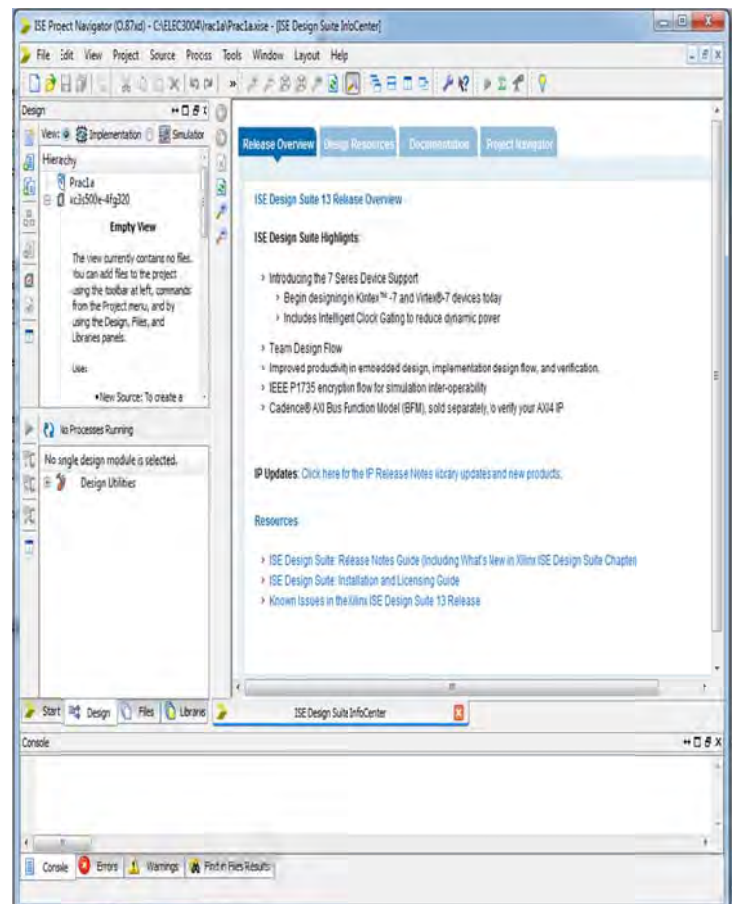 ISE Project Navigator (O.87xd) - C:\ELEC3004\Prac1a\Prac1a.xise - [ISE Design Suite InfoCenter]
File Edit View Project Source Process Tools Window Layout Help
Design
View: Implementation Simulation
Hierarchy
Prac1a
xc3s500e-4fg320
Empty View
The view currently contains no files.
You can add files to the project
using the toolbar at left, commands
from the Project menu, and by
using the Design, Files, and
Libraries panels.
Use:
•New Source: To create a
No Processes Running
No single design module is selected.
Design Utilities
Release Overview
Design Resources
Documentation
Project Navigator
ISE Design Suite 13 Release Overview
ISE Design Suite Highlights:
› Introducing the 7 Series Device Support
› Begin designing in Kintex™ -7 and Virtex®-7 devices today
› Includes Intelligent Clock Gating to reduce dynamic power
› Team Design Flow
› Improved productivity in embedded design, implementation design flow, and verification.
› IEEE P1735 encryption flow for simulation inter-operability
› Cadence® AXI Bus Function Model (BFM), sold separately, to verify your AXI4 IP
IP Updates: Click here for the IP Release Notes library updates and new products.
Resources
› ISE Design Suite: Release Notes Guide (Including What's New in Xilinx ISE Design Suite Chapter)
› ISE Design Suite: Installation and Licensing Guide
› Known Issues in the Xilinx ISE Design Suite 13 Release
Start Design Files Libraries
ISE Design Suite InfoCenter
Console
Console Errors Warnings Find in Files Results